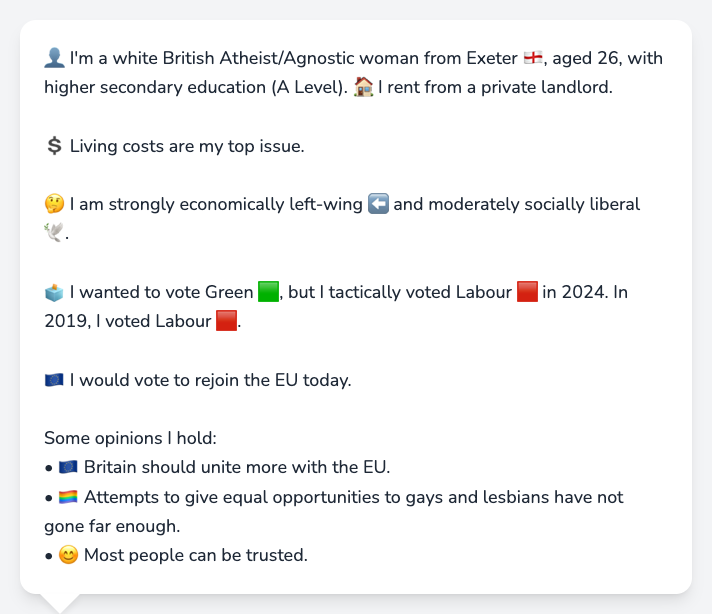 👤 I'm a white British Atheist/Agnostic woman from Exeter 🏴󠁧󠁢󠁥󠁮󠁧󠁿, aged 26, with
higher secondary education (A Level). 🏠 I rent from a private landlord.
💲 Living costs are my top issue.
🤔 I am strongly economically left-wing ⬅️ and moderately socially liberal
🕊️.
🗳️ I wanted to vote Green 🟩, but I tactically voted Labour 🟥 in 2024. In
2019, I voted Labour 🟥.
🇪🇺 I would vote to rejoin the EU today.
Some opinions I hold:
• 🇪🇺 Britain should unite more with the EU.
• 🏳️‍🌈 Attempts to give equal opportunities to gays and lesbians have not
gone far enough.
• 😊 Most people can be trusted.